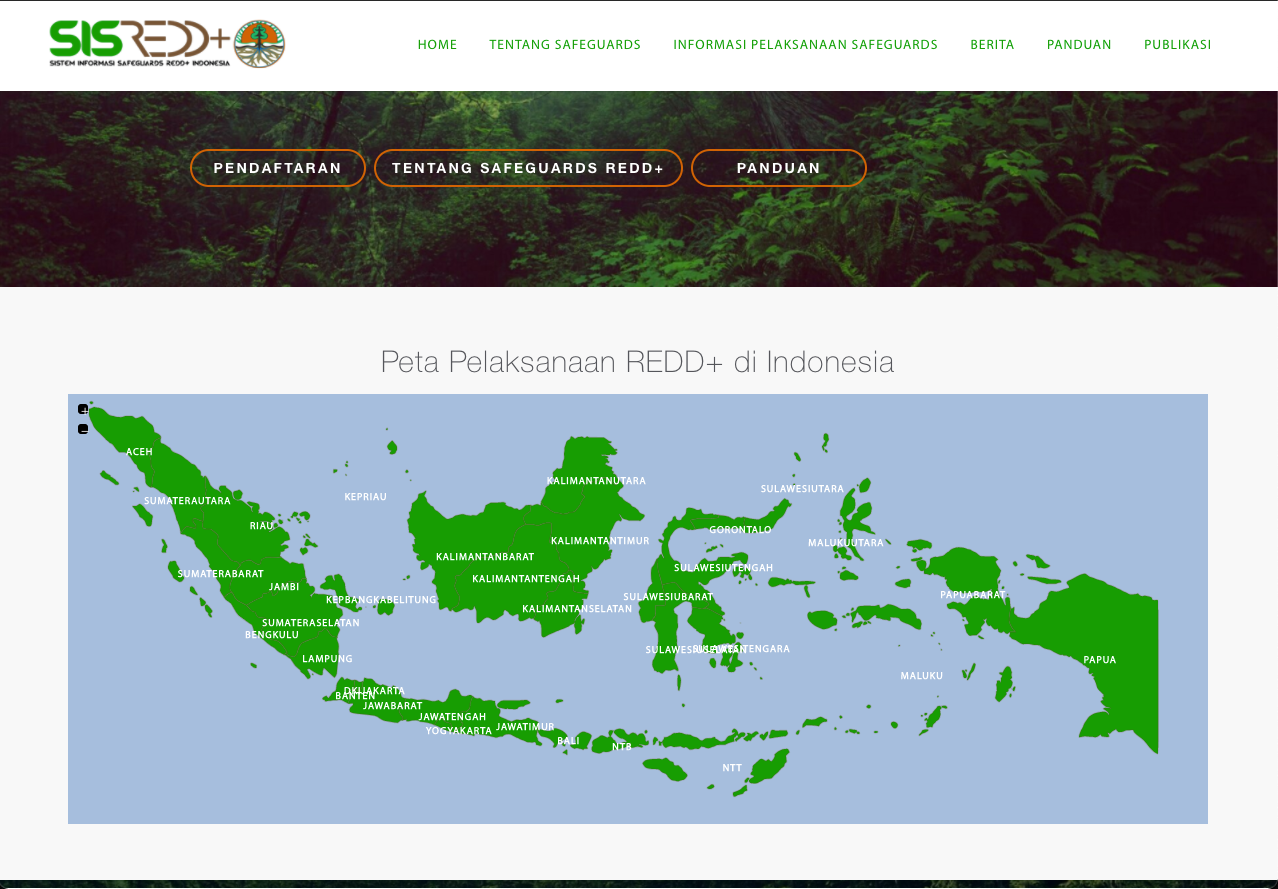 SISREDD+
SISTEM INFORMASI SAFEGUARDS REDD+ INDONESIA
HOME
TENTANG SAFEGUARDS
INFORMASI PELAKSANAAN SAFEGUARDS
BERITA
PANDUAN
PUBLIKASI
PENDAFTARAN
TENTANG SAFEGUARDS REDD+
PANDUAN
Peta Pelaksanaan REDD+ di Indonesia
+
−
ACEH
KALIMANTANUTARA
SULAWESIUTARA
KEPRIAU
SUMATERAUTARA
RIAU
GORONTALO
KALIMANTANTIMUR
MALUKUUTARA
KALIMANTANBARAT
SULAWESIUTENGAH
SUMATERABARAT
KALIMANTANTENGAH
JAMBI
PAPUABARAT
SULAWESIUBARAT
KEPBANGKABELITUNG
KALIMANTANSELATAN
SUMATERASELATAN
BENGKULU
SULAWESITENGARA
LAMPUNG
PAPUA
MALUKU
DKIJAKARTA
BANTEN
JAWABARAT
JAWATENGAH
JAWATIMUR
YOGYAKARTA
BALI
NTB
NTT